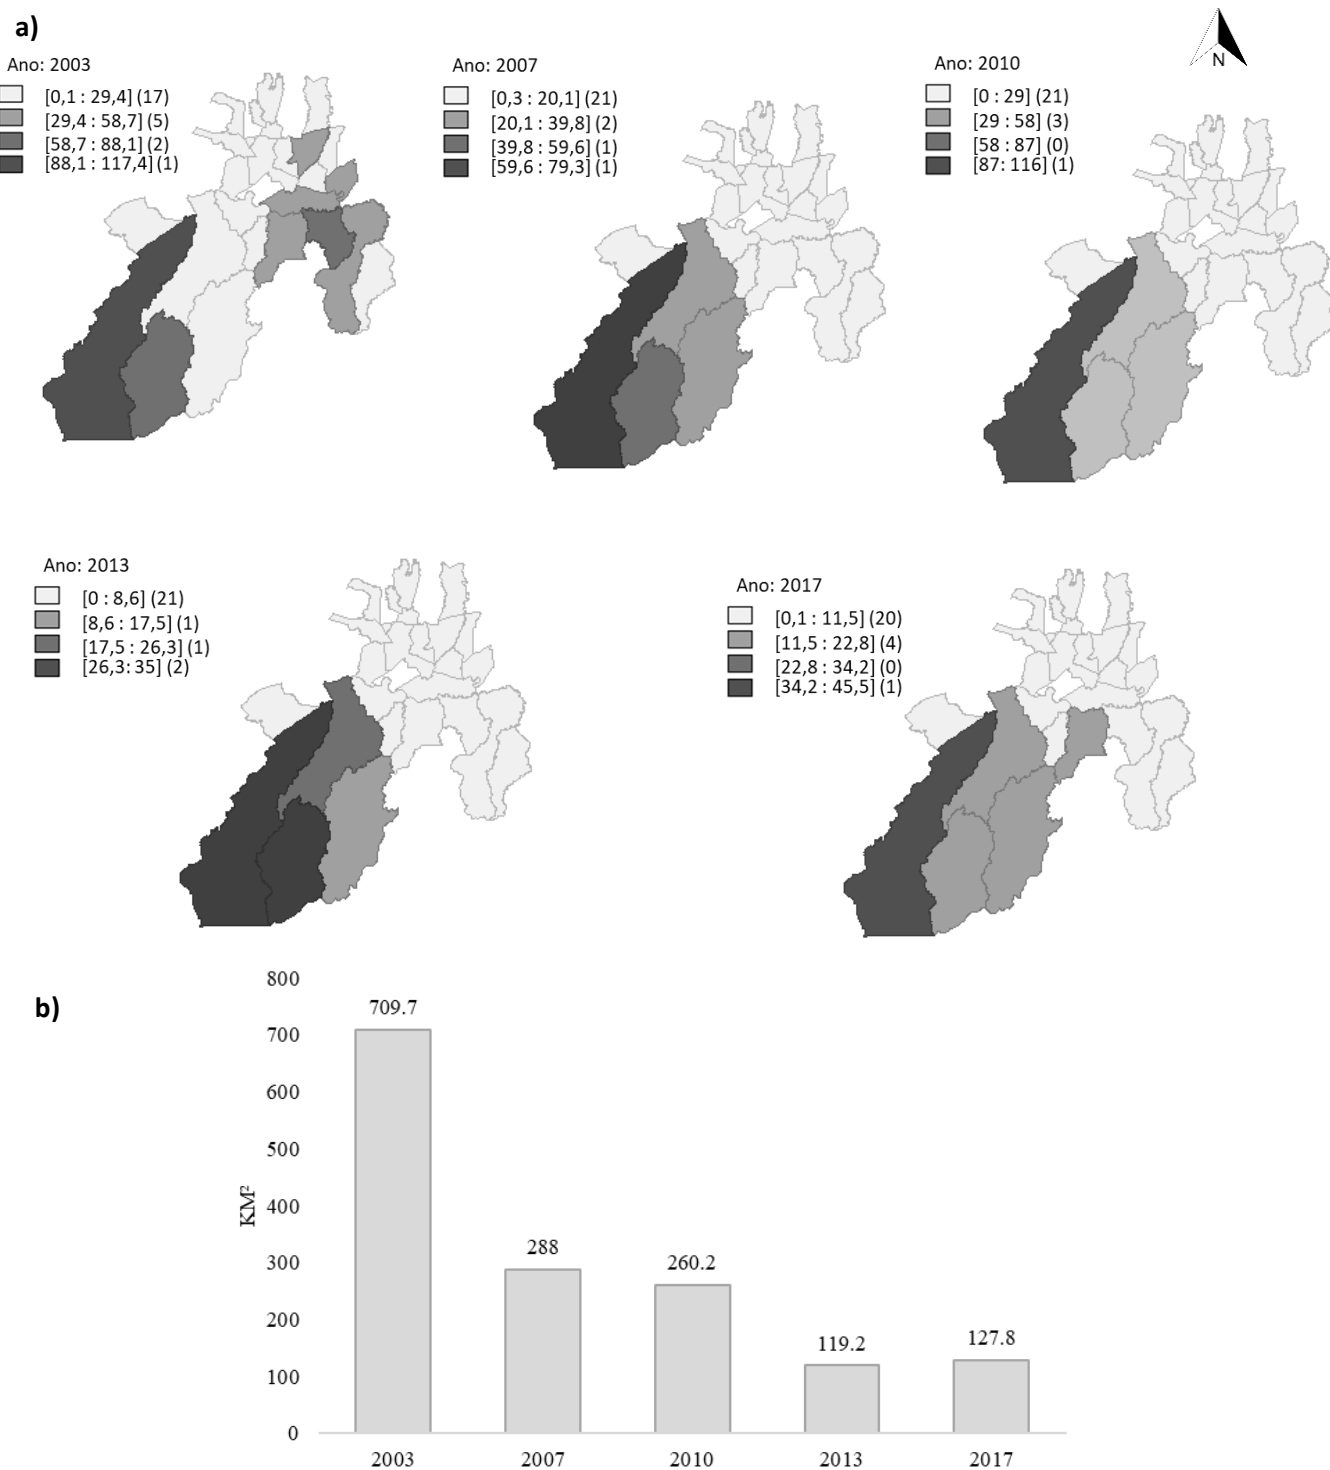 a)
N
Ano: 2003
[0,1 : 29,4] (17)
[29,4 : 58,7] (5)
[58,7 : 88,1] (2)
[88,1 : 117,4] (1)
Ano: 2007
[0,3 : 20,1] (21)
[20,1 : 39,8] (2)
[39,8 : 59,6] (1)
[59,6 : 79,3] (1)
Ano: 2010
[0 : 29] (21)
[29 : 58] (3)
[58 : 87] (0)
[87: 116] (1)
Ano: 2013
[0 : 8,6] (21)
[8,6 : 17,5] (1)
[17,5 : 26,3] (1)
[26,3: 35] (2)
Ano: 2017
[0,1 : 11,5] (20)
[11,5 : 22,8] (4)
[22,8 : 34,2] (0)
[34,2 : 45,5] (1)
b)
KM²
800
700
600
500
400
300
200
100
0
709.7
288
260.2
119.2
127.8
2003
2007
2010
2013
2017